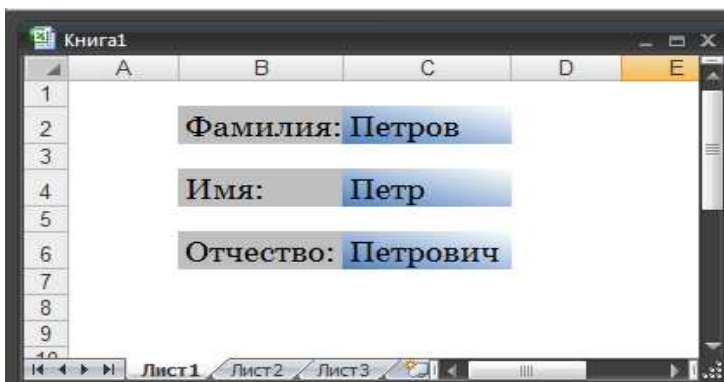 Книга1
A B C D E
1
2 Фамилия: Петров
3
4 Имя: Петр
5
6 Отчество: Петрович
7
8
9
10
Лист1 Лист2 Лист3